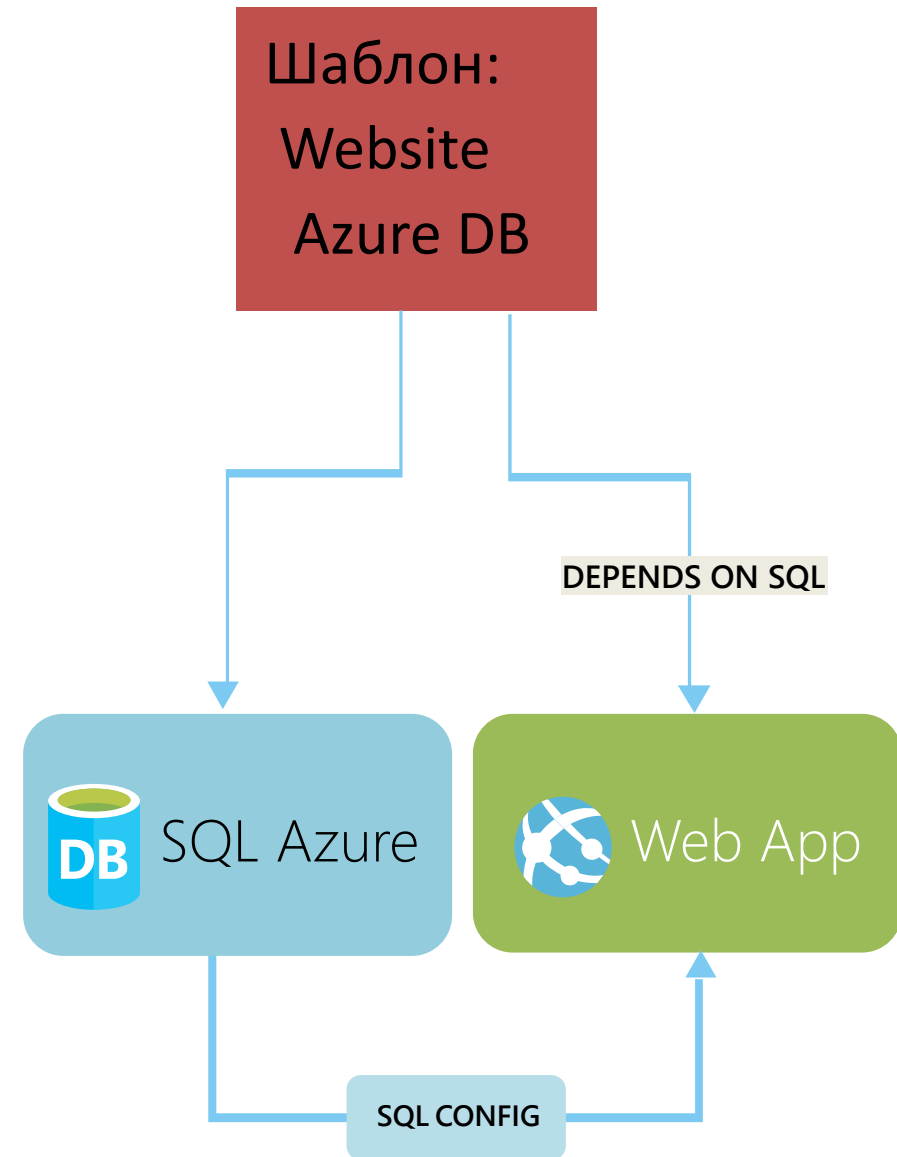 Шаблон:
Website
Azure DB
DEPENDS ON SQL
DB
SQL Azure
Web App
SQL CONFIG